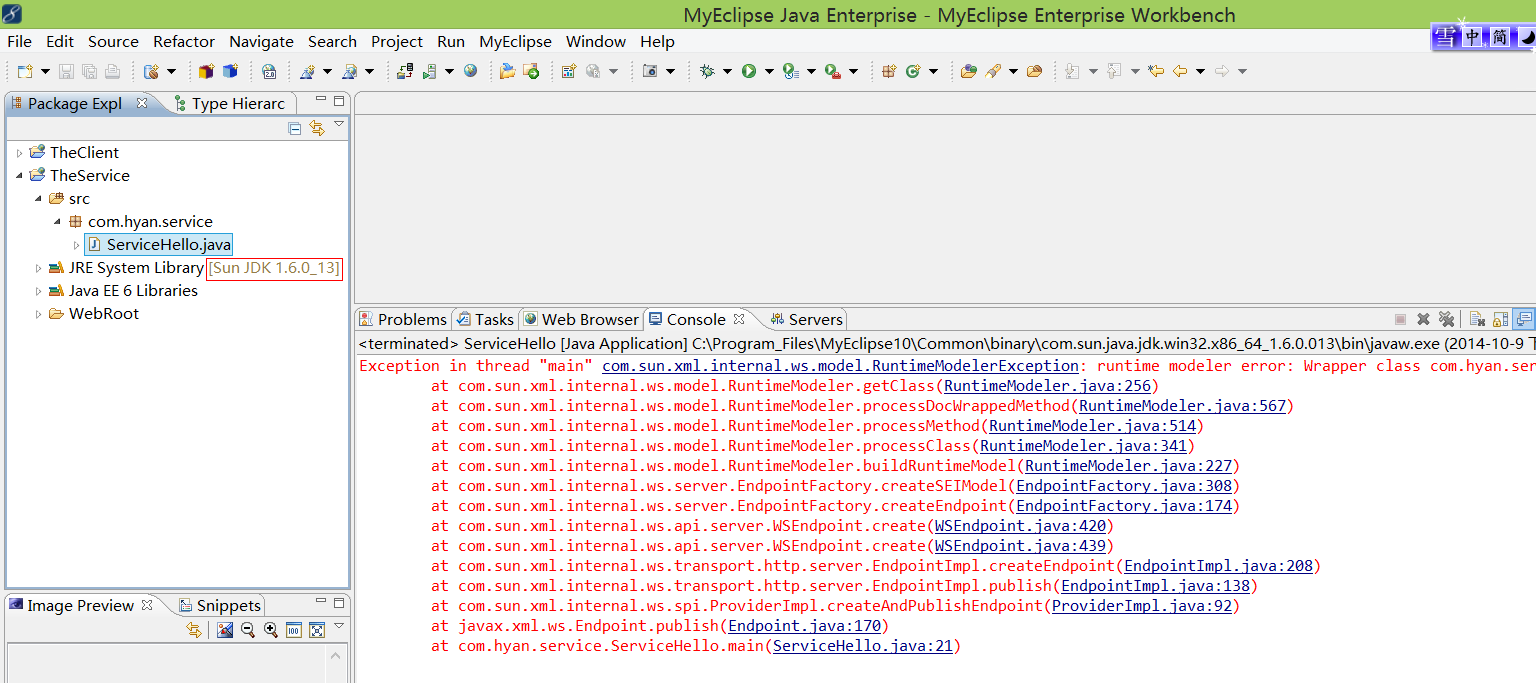 MyEclipse Java Enterprise - MyEclipse Enterprise Workbench
File Edit Source Refactor Navigate Search Project Run MyEclipse Window Help
雪 中 简
Package Expl Type Hierarc
TheClient
TheService
src
com.hyan.service
ServiceHello.java
JRE System Library [Sun JDK 1.6.0_13]
Java EE 6 Libraries
WebRoot
Problems Tasks Web Browser Console Servers
<terminated> ServiceHello [Java Application] C:\Program_Files\MyEclipse10\Common\binary\com.sun.java.jdk.win32.x86_64_1.6.0.013\bin\javaw.exe (2014-10-9 下
Exception in thread "main" com.sun.xml.internal.ws.model.RuntimeModelerException: runtime modeler error: Wrapper class com.hyan.ser
at com.sun.xml.internal.ws.model.RuntimeModeler.getClass(RuntimeModeler.java:256)
at com.sun.xml.internal.ws.model.RuntimeModeler.processDocWrappedMethod(RuntimeModeler.java:567)
at com.sun.xml.internal.ws.model.RuntimeModeler.processMethod(RuntimeModeler.java:514)
at com.sun.xml.internal.ws.model.RuntimeModeler.processClass(RuntimeModeler.java:341)
at com.sun.xml.internal.ws.model.RuntimeModeler.buildRuntimeModel(RuntimeModeler.java:227)
at com.sun.xml.internal.ws.server.EndpointFactory.createSEIModel(EndpointFactory.java:308)
at com.sun.xml.internal.ws.server.EndpointFactory.createEndpoint(EndpointFactory.java:174)
at com.sun.xml.internal.ws.api.server.WSEndpoint.create(WSEndpoint.java:420)
at com.sun.xml.internal.ws.api.server.WSEndpoint.create(WSEndpoint.java:439)
at com.sun.xml.internal.ws.transport.http.server.EndpointImpl.createEndpoint(EndpointImpl.java:208)
at com.sun.xml.internal.ws.transport.http.server.EndpointImpl.publish(EndpointImpl.java:138)
at com.sun.xml.internal.ws.spi.ProviderImpl.createAndPublishEndpoint(ProviderImpl.java:92)
at javax.xml.ws.Endpoint.publish(Endpoint.java:170)
at com.hyan.service.ServiceHello.main(ServiceHello.java:21)
Image Preview Snippets